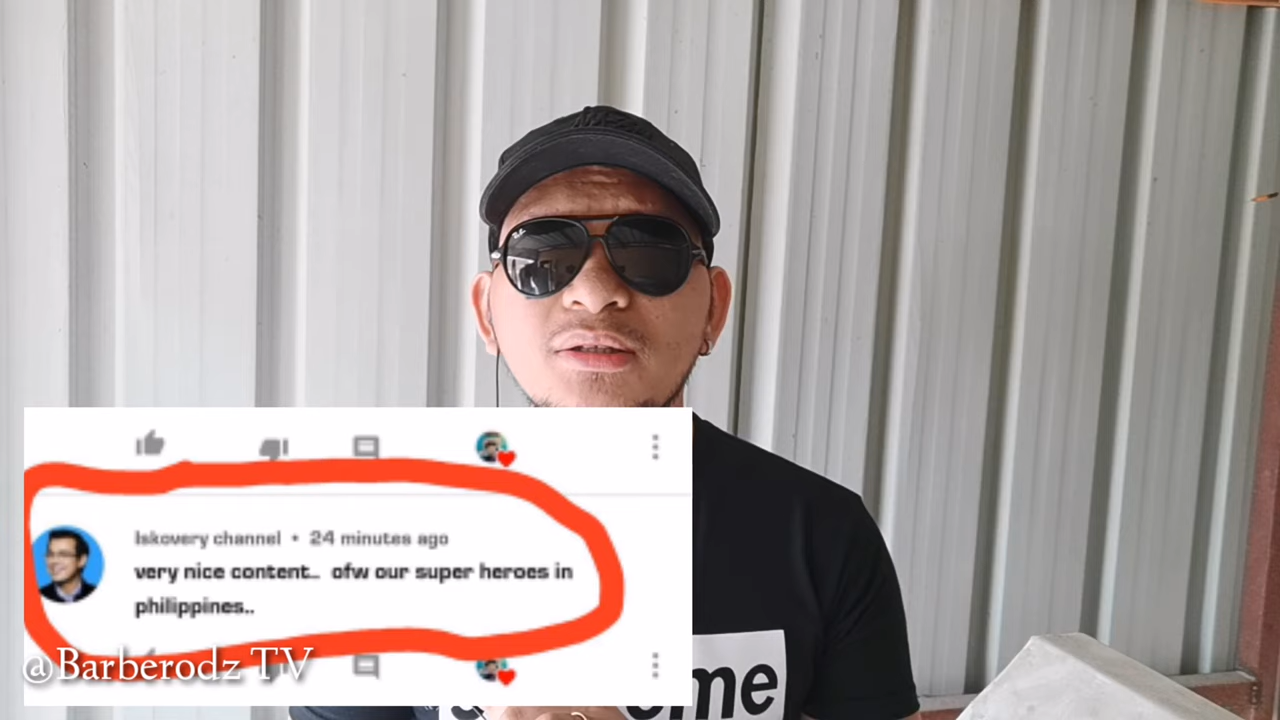 Iskovery channel • 24 minutes ago
very nice content.. ofw our super heroes in
philippines..
@Barberodz TV